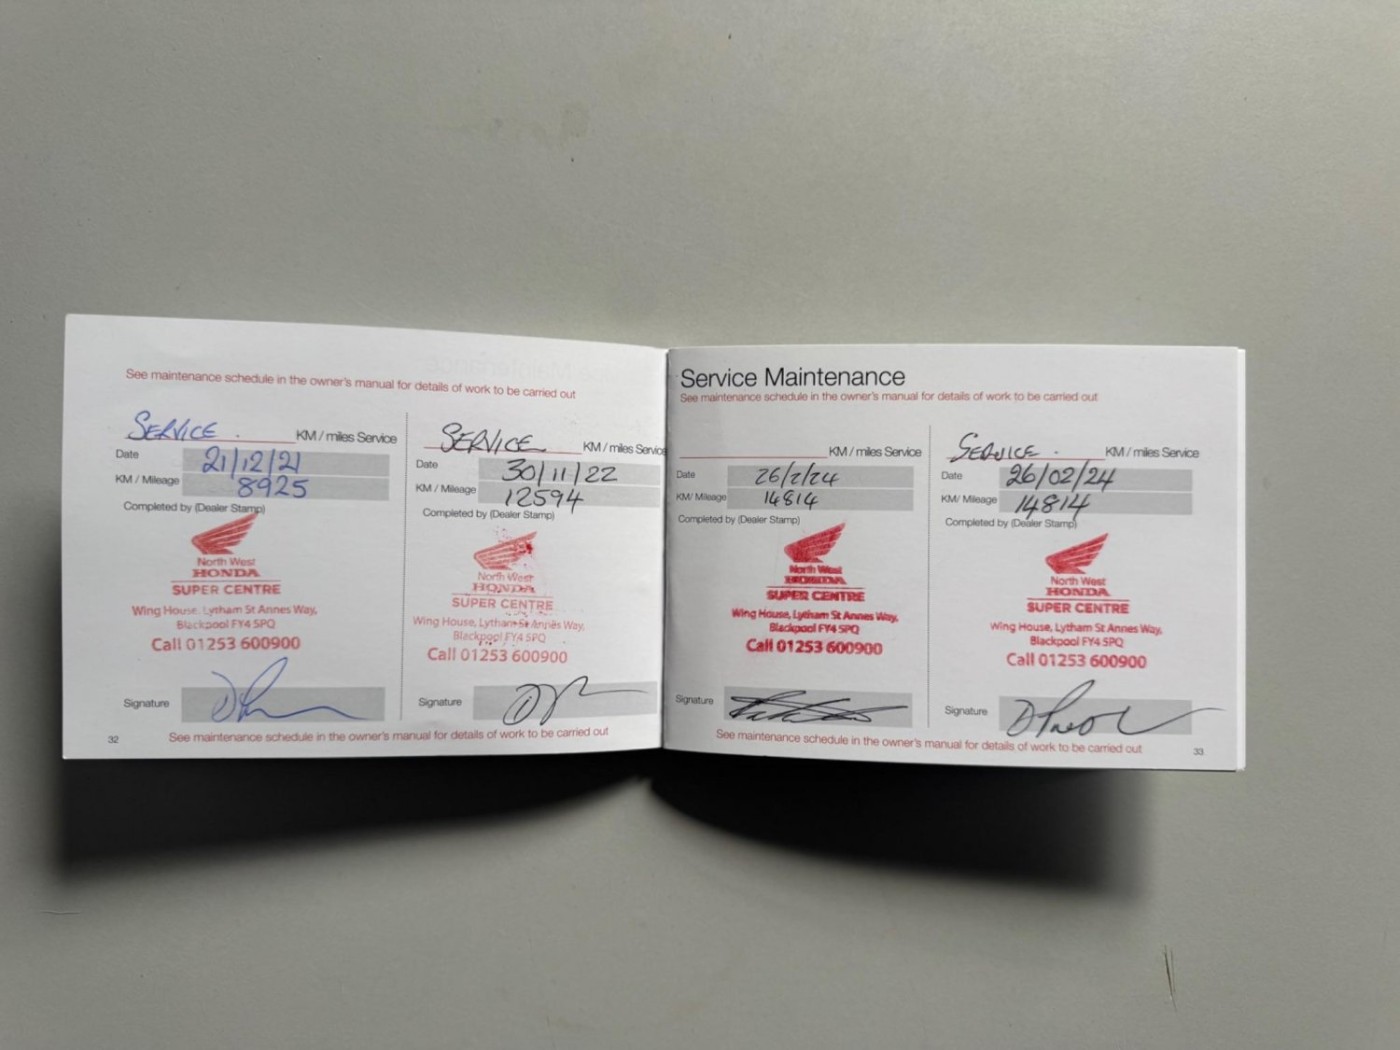 See maintenance schedule in the owner's manual for details of work to be carried out
SERVICE . KM / miles Service
Date 21/12/21
KM / Mileage 8925
Completed by (Dealer Stamp)
North West
HONDA
SUPER CENTRE
Wing House, Lytham St Annes Way,
Blackpool FY4 5PQ
Call 01253 600900
Signature
SERVICE KM / miles Service
Date 30/11/22
KM / Mileage 12594
Completed by (Dealer Stamp)
North West
HONDA
SUPER CENTRE
Wing House, Lytham St Annes Way,
Blackpool FY4 5PQ
Call 01253 600900
Signature
32 See maintenance schedule in the owner's manual for details of work to be carried out
Service Maintenance
See maintenance schedule in the owner's manual for details of work to be carried out
KM / miles Service
Date 26/2/24
KM/ Mileage 14814
Completed by (Dealer Stamp)
North West
HONDA
SUPER CENTRE
Wing House, Lytham St Annes Way,
Blackpool FY4 5PQ
Call 01253 600900
Signature
SERVICE . KM / miles Service
Date 26/02/24
KM/ Mileage 14814
Completed by (Dealer Stamp)
North West
HONDA
SUPER CENTRE
Wing House, Lytham St Annes Way,
Blackpool FY4 5PQ
Call 01253 600900
Signature
See maintenance schedule in the owner's manual for details of work to be carried out 33